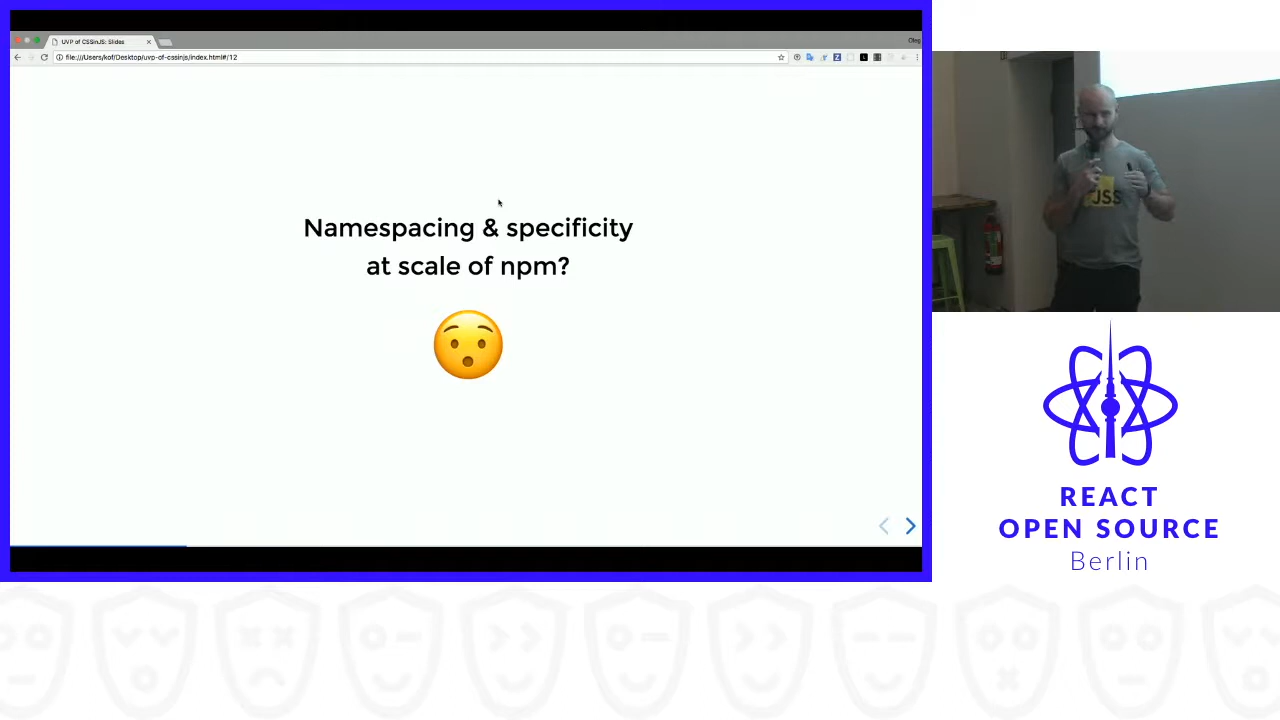 UVP of CSSinJS: Slides
Oleg
file:///Users/kof/Desktop/uvp-of-cssinjs/index.html#/12
Namespacing & specificity
at scale of npm?
JSS
REACT
OPEN SOURCE
Berlin